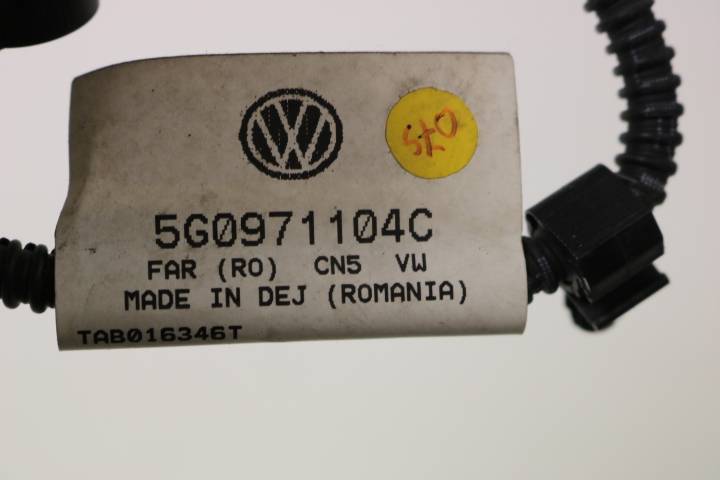 5G0971104C
FAR (RO) CN5 VW
MADE IN DEJ (ROMANIA)
TAB016346T